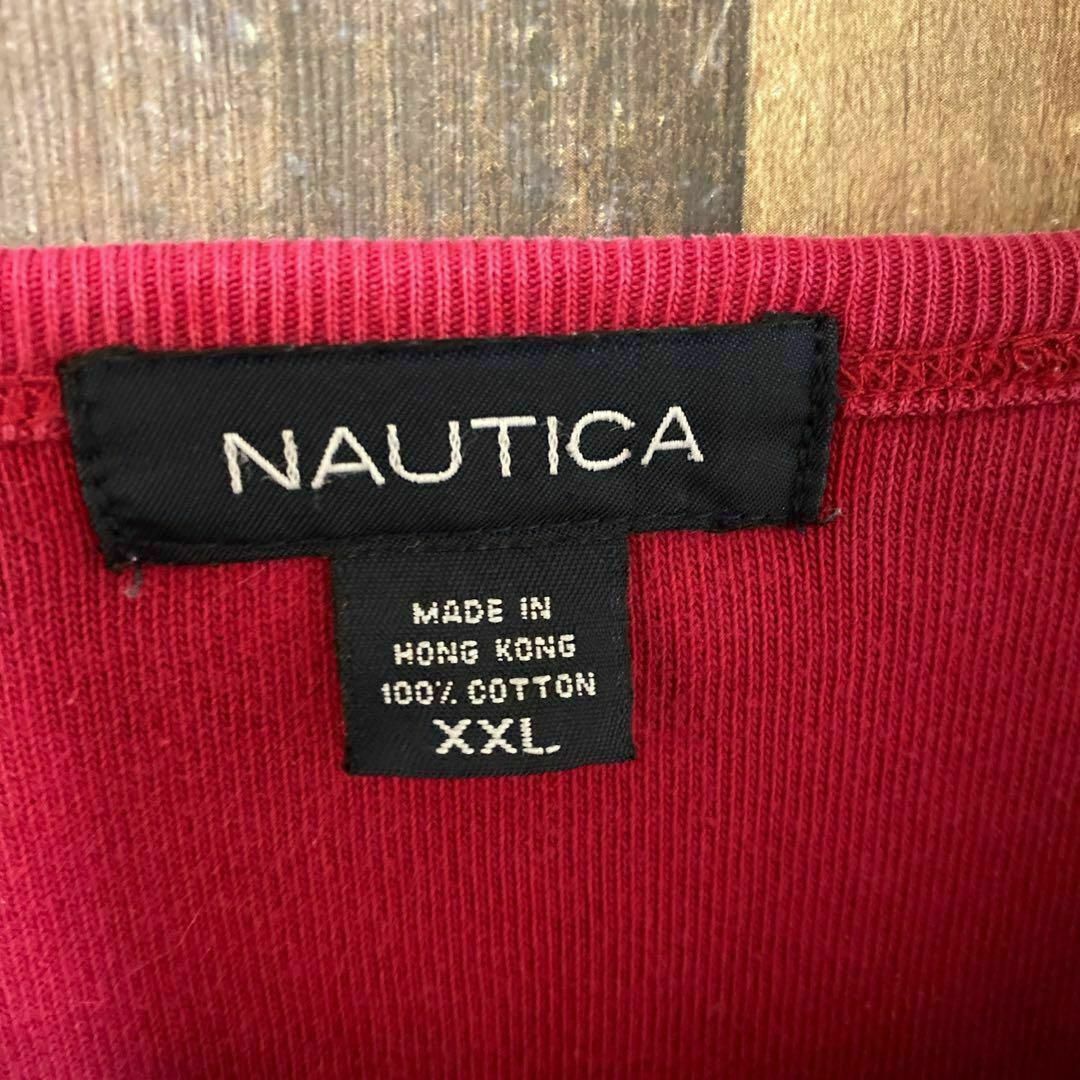 NAUTICA
MADE IN
HONG KONG
100% COTTON
XXL